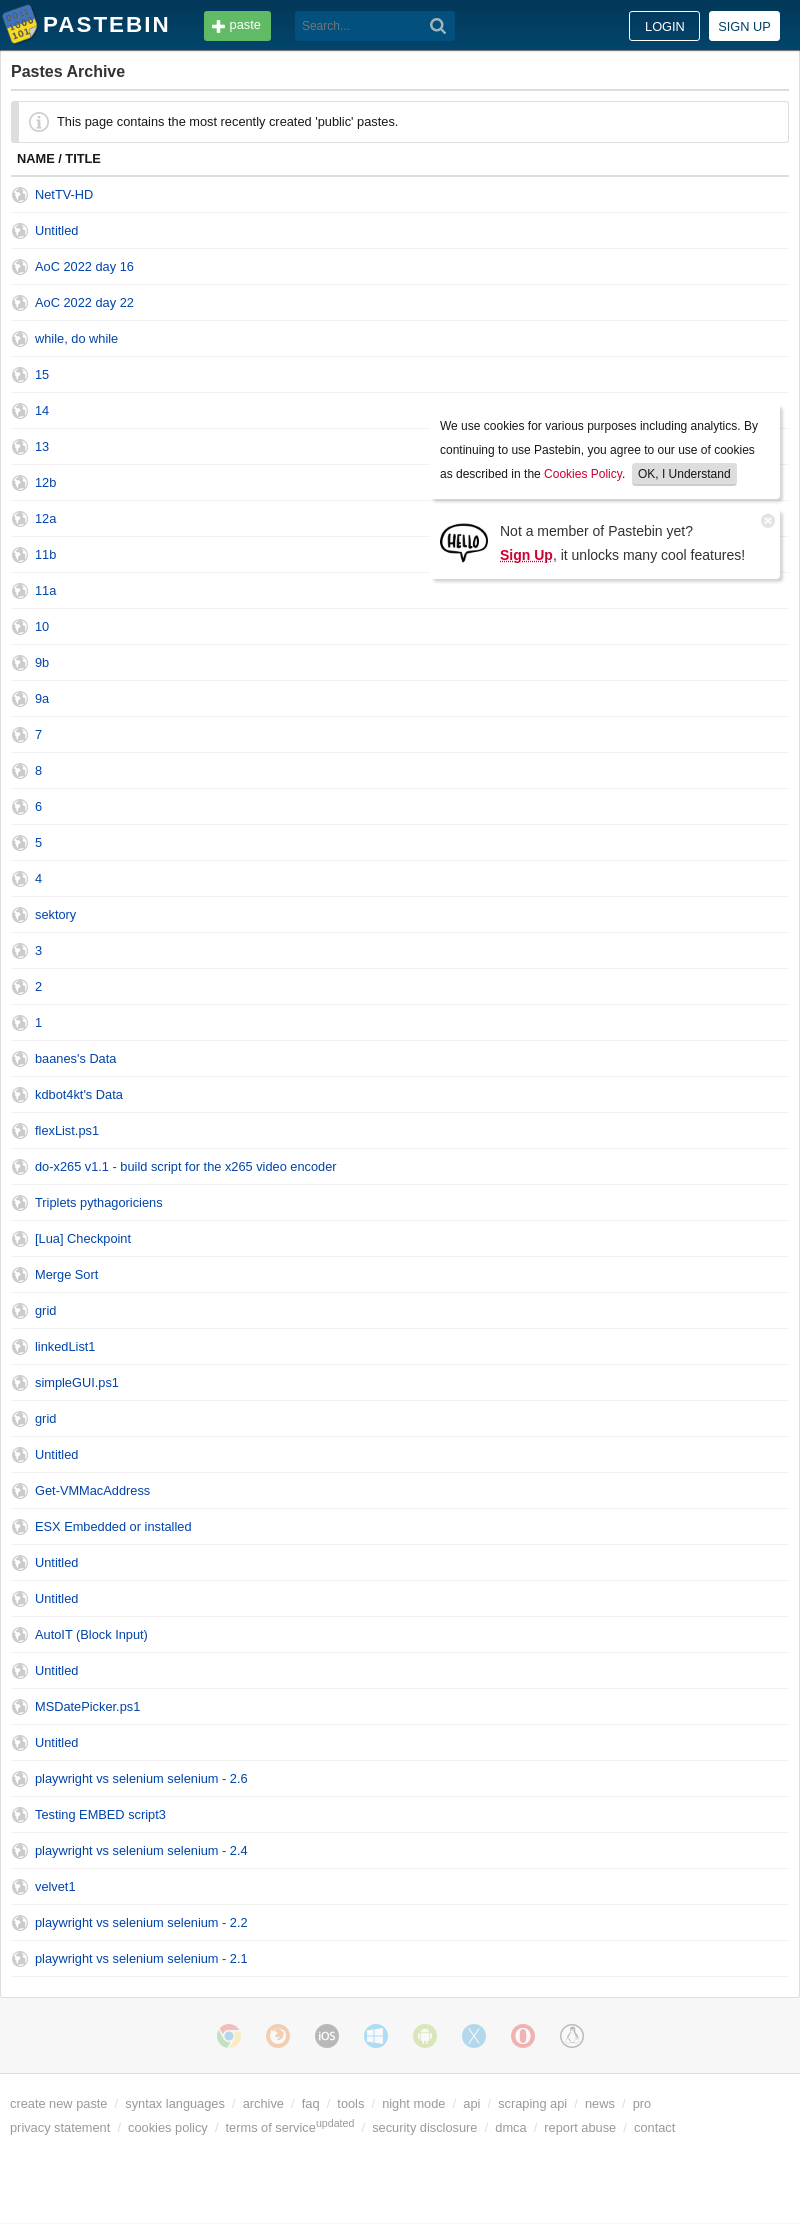 PASTEBIN paste Search... LOGIN SIGN UP
Pastes Archive
This page contains the most recently created 'public' pastes.
NAME / TITLE
NetTV-HD
Untitled
AoC 2022 day 16
AoC 2022 day 22
while, do while
15
14
13
12b
12a
11b
11a
10
9b
9a
7
8
6
5
4
sektory
3
2
1
baanes's Data
kdbot4kt's Data
flexList.ps1
do-x265 v1.1 - build script for the x265 video encoder
Triplets pythagoriciens
[Lua] Checkpoint
Merge Sort
grid
linkedList1
simpleGUI.ps1
grid
Untitled
Get-VMMacAddress
ESX Embedded or installed
Untitled
Untitled
AutoIT (Block Input)
Untitled
MSDatePicker.ps1
Untitled
playwright vs selenium selenium - 2.6
Testing EMBED script3
playwright vs selenium selenium - 2.4
velvet1
playwright vs selenium selenium - 2.2
playwright vs selenium selenium - 2.1
We use cookies for various purposes including analytics. By
continuing to use Pastebin, you agree to our use of cookies
as described in the Cookies Policy. OK, I Understand
HELLO
Not a member of Pastebin yet?
Sign Up, it unlocks many cool features!
iOS
create new paste / syntax languages / archive / faq / tools / night mode / api / scraping api / news / pro
privacy statement / cookies policy / terms of serviceupdated / security disclosure / dmca / report abuse / contact